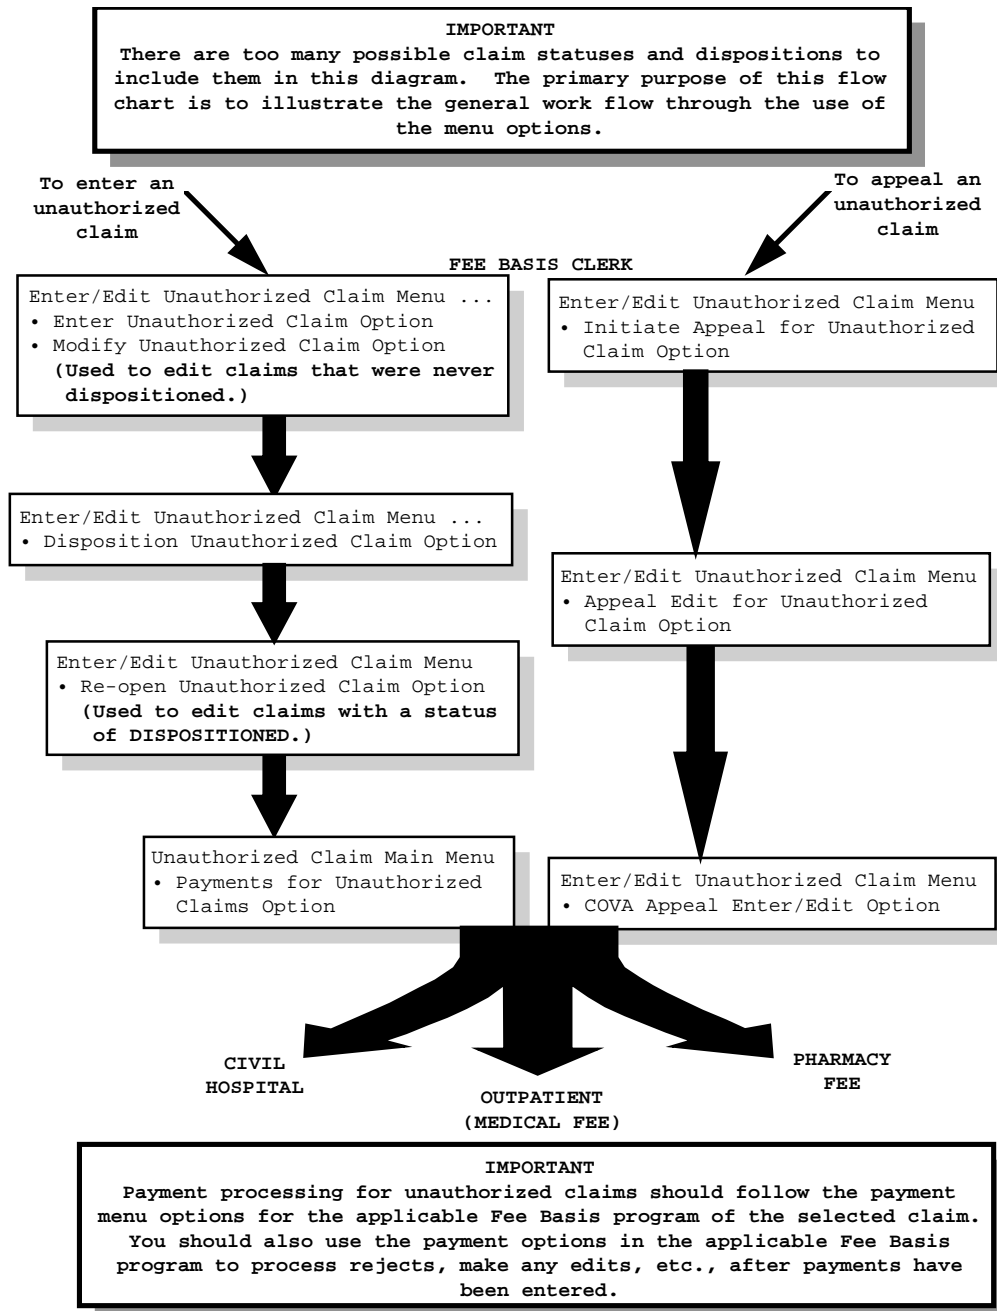 IMPORTANT
There are too many possible claim statuses and dispositions to
include them in this diagram.  The primary purpose of this flow
chart is to illustrate the general work flow through the use of
the menu options.
To enter an
unauthorized
claim
To appeal an
unauthorized
claim
FEE BASIS CLERK
Enter/Edit Unauthorized Claim Menu ...
• Enter Unauthorized Claim Option
• Modify Unauthorized Claim Option
(Used to edit claims that were never
dispositioned.)
Enter/Edit Unauthorized Claim Menu ...
• Disposition Unauthorized Claim Option
Enter/Edit Unauthorized Claim Menu
• Re-open Unauthorized Claim Option
(Used to edit claims with a status
of DISPOSITIONED.)
Unauthorized Claim Main Menu
• Payments for Unauthorized
Claims Option
Enter/Edit Unauthorized Claim Menu
• Initiate Appeal for Unauthorized
Claim Option
Enter/Edit Unauthorized Claim Menu
• Appeal Edit for Unauthorized
Claim Option
Enter/Edit Unauthorized Claim Menu
• COVA Appeal Enter/Edit Option
CIVIL
HOSPITAL
OUTPATIENT
(MEDICAL FEE)
PHARMACY
FEE
IMPORTANT
Payment processing for unauthorized claims should follow the payment
menu options for the applicable Fee Basis program of the selected claim.
You should also use the payment options in the applicable Fee Basis
program to process rejects, make any edits, etc., after payments have
been entered.